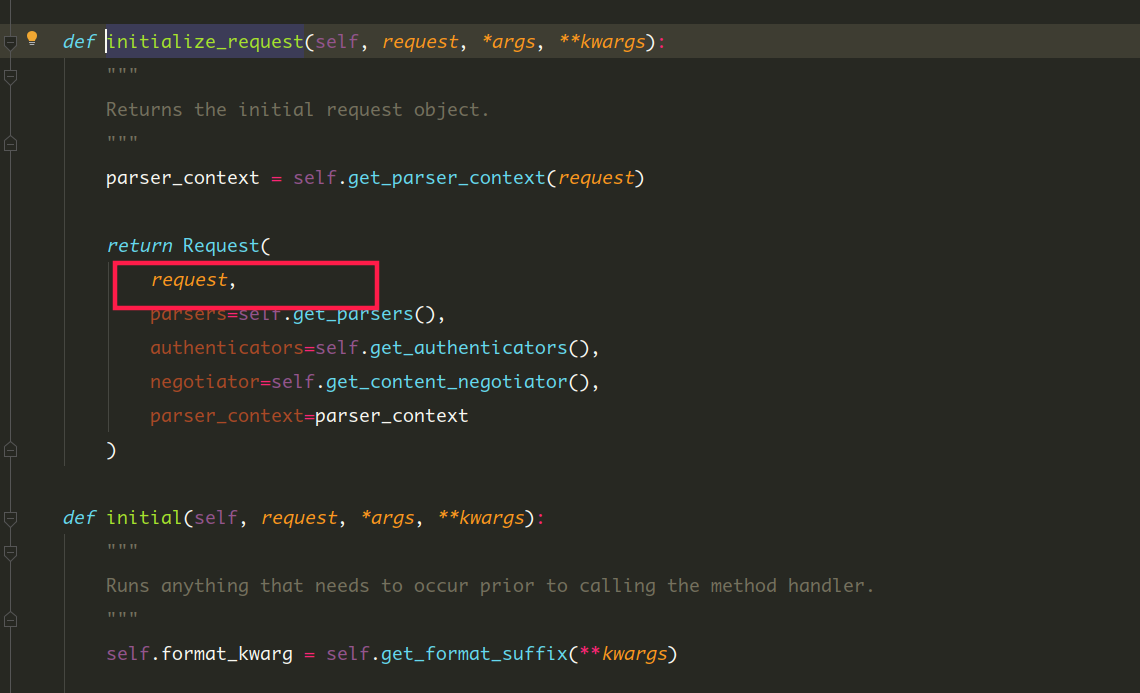 def initialize_request(self, request, *args, **kwargs):
"""
Returns the initial request object.
"""
parser_context = self.get_parser_context(request)
return Request(
request,
parsers=self.get_parsers(),
authenticators=self.get_authenticators(),
negotiator=self.get_content_negotiator(),
parser_context=parser_context
)
def initial(self, request, *args, **kwargs):
"""
Runs anything that needs to occur prior to calling the method handler.
"""
self.format_kwarg = self.get_format_suffix(**kwargs)